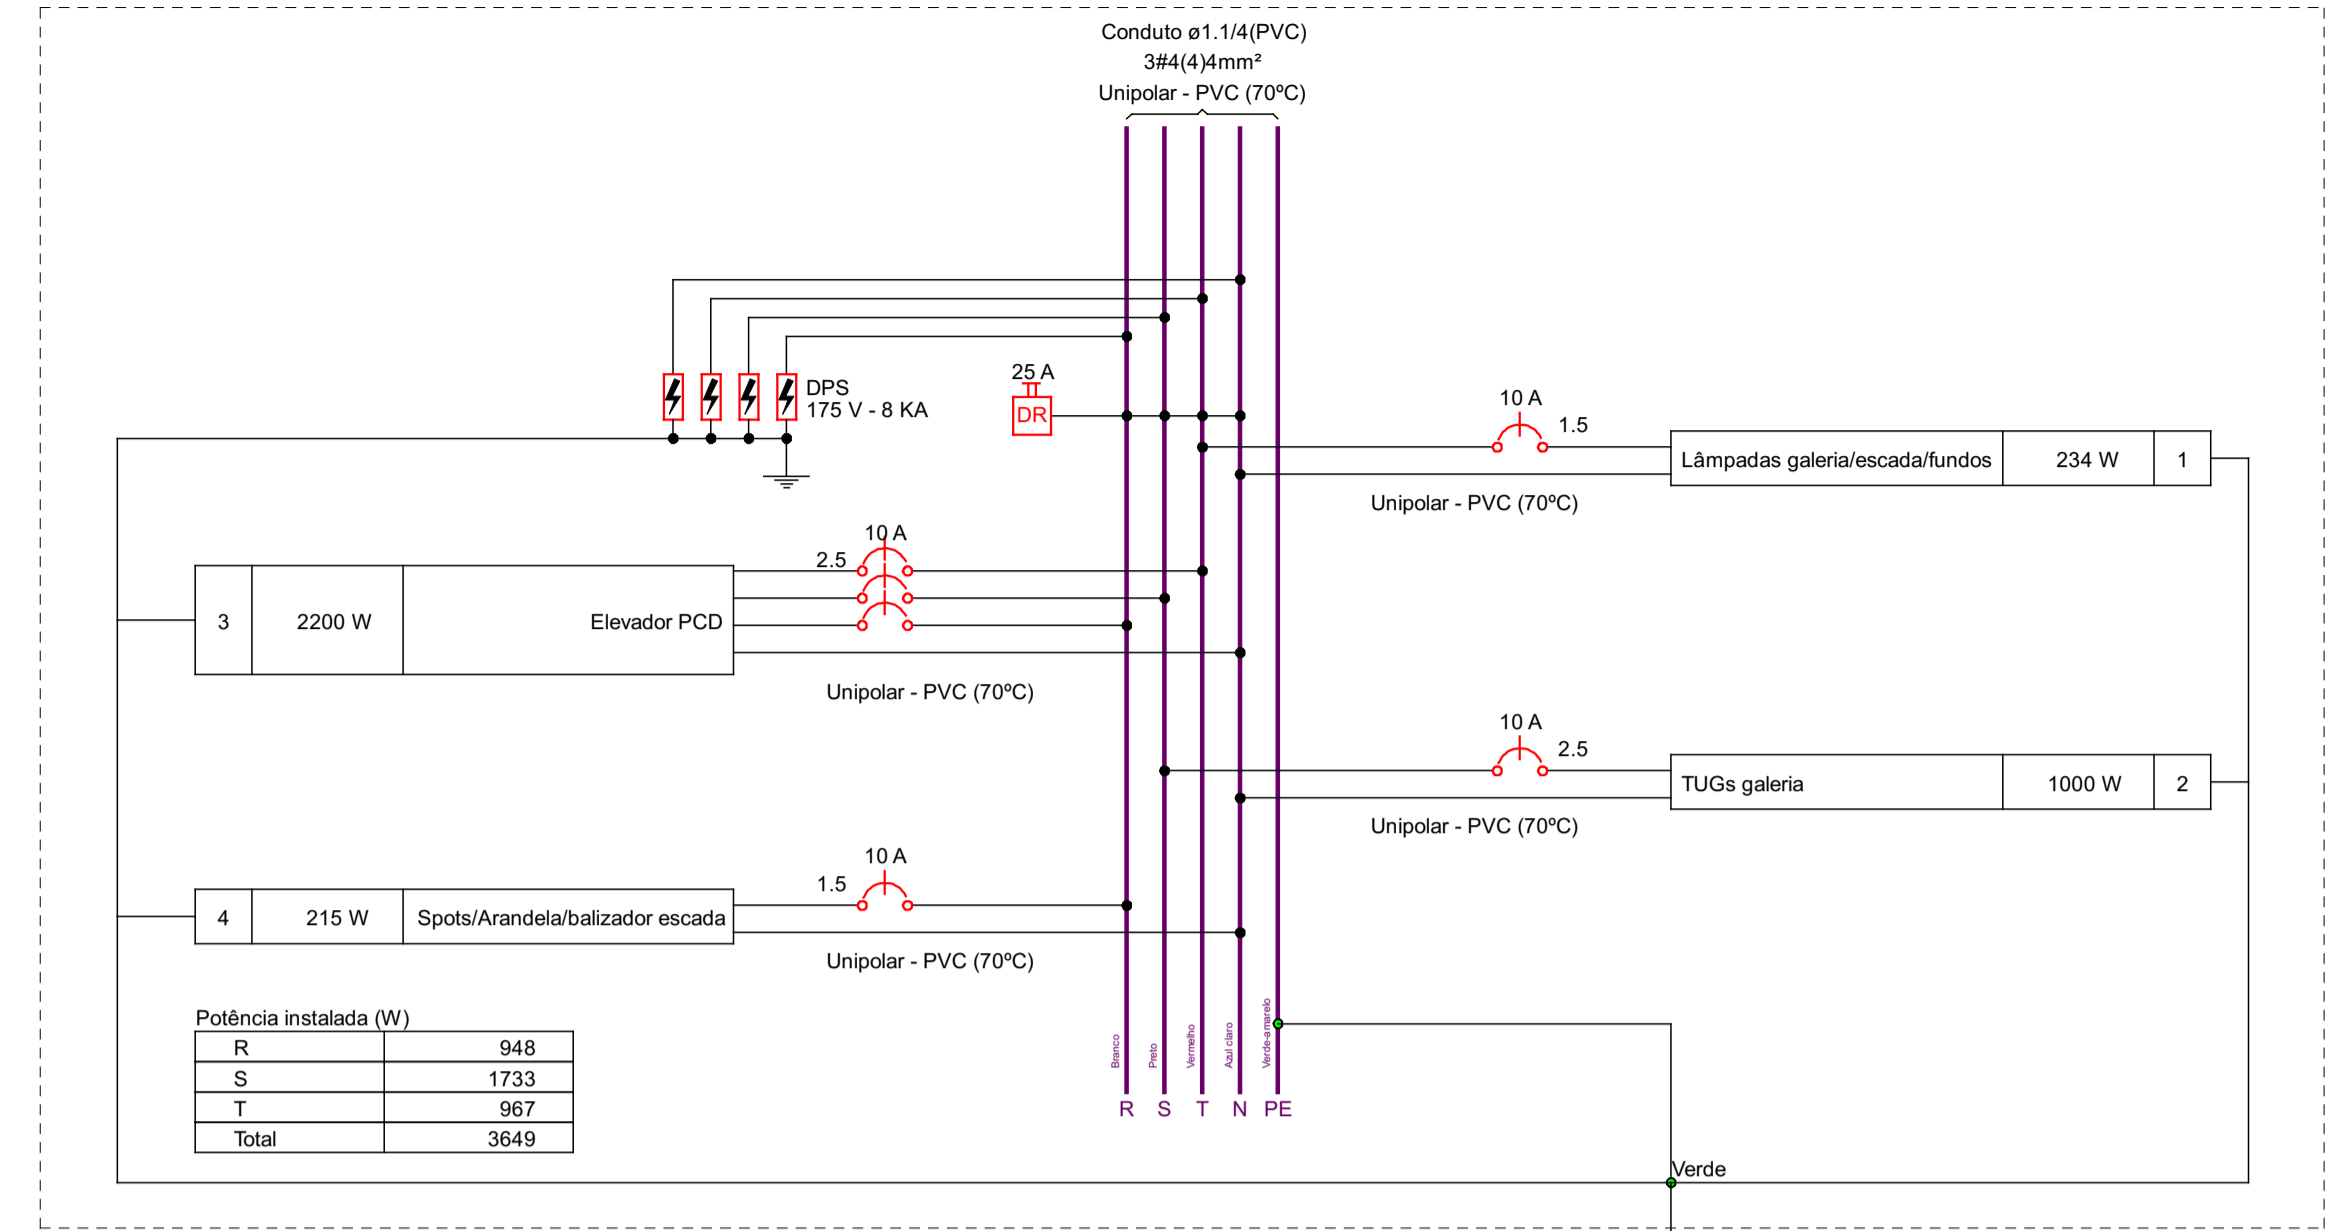 Conduto ø1.1/4(PVC)
3#4(4)4mm²
Unipolar - PVC (70ºC)
DPS
175 V - 8 KA
25 A
DR
10 A
1.5
Lâmpadas galeria/escada/fundos
234 W
1
Unipolar - PVC (70ºC)
10 A
2.5
3
2200 W
Elevador PCD
Unipolar - PVC (70ºC)
10 A
2.5
TUGs galeria
1000 W
2
Unipolar - PVC (70ºC)
10 A
1.5
4
215 W
Spots/Arandela/balizador escada
Unipolar - PVC (70ºC)
Potência instalada (W)
R 948
S 1733
T 967
Total 3649
Branco
Preto
Vermelho
Azul claro
Verde-amarelo
R S T N PE
Verde